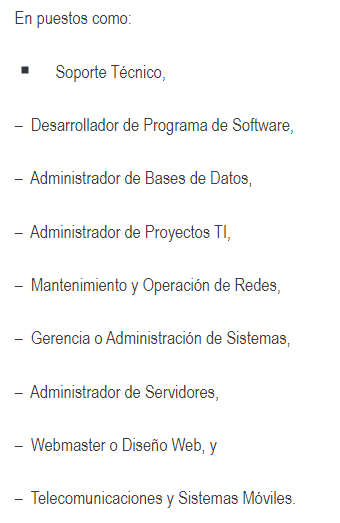 En puestos como:
▪ Soporte Técnico,
– Desarrollador de Programa de Software,
– Administrador de Bases de Datos,
– Administrador de Proyectos TI,
– Mantenimiento y Operación de Redes,
– Gerencia o Administración de Sistemas,
– Administrador de Servidores,
– Webmaster o Diseño Web, y
– Telecomunicaciones y Sistemas Móviles.